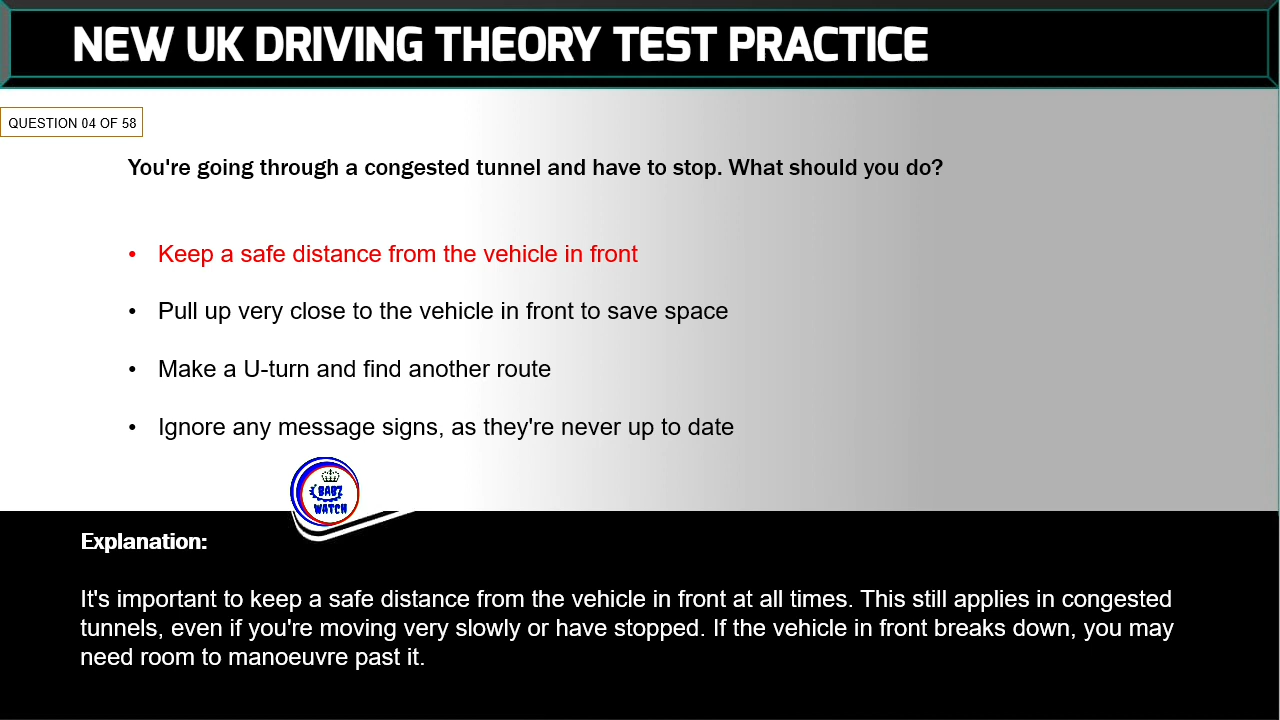 NEW UK DRIVING THEORY TEST PRACTICE
QUESTION 04 OF 58
You're going through a congested tunnel and have to stop. What should you do?
• Keep a safe distance from the vehicle in front
• Pull up very close to the vehicle in front to save space
• Make a U-turn and find another route
• Ignore any message signs, as they're never up to date
BABZ
WATCH
Explanation:
It's important to keep a safe distance from the vehicle in front at all times. This still applies in congested
tunnels, even if you're moving very slowly or have stopped. If the vehicle in front breaks down, you may
need room to manoeuvre past it.